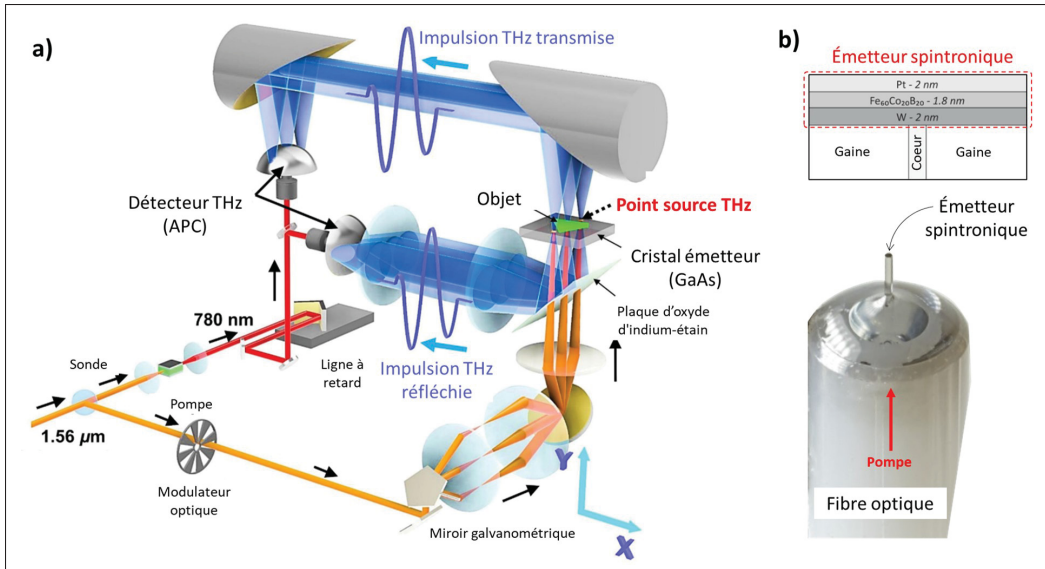 a)
Impulsion THz transmise
Détecteur THz
(APC)
Objet
Point source THz
Cristal émetteur
(GaAs)
Plaque d'oxyde
d'indium-étain
780 nm
Sonde
Ligne à
retard
Impulsion THz
réfléchie
1.56 µm
Pompe
Modulateur
optique
Miroir galvanométrique
Y
X
b)
Émetteur spintronique
Pt - 2 nm
Fe₆₀Co₂₀B₂₀ - 1.8 nm
W - 2 nm
Gaine
Coeur
Gaine
Émetteur
spintronique
Pompe
Fibre optique